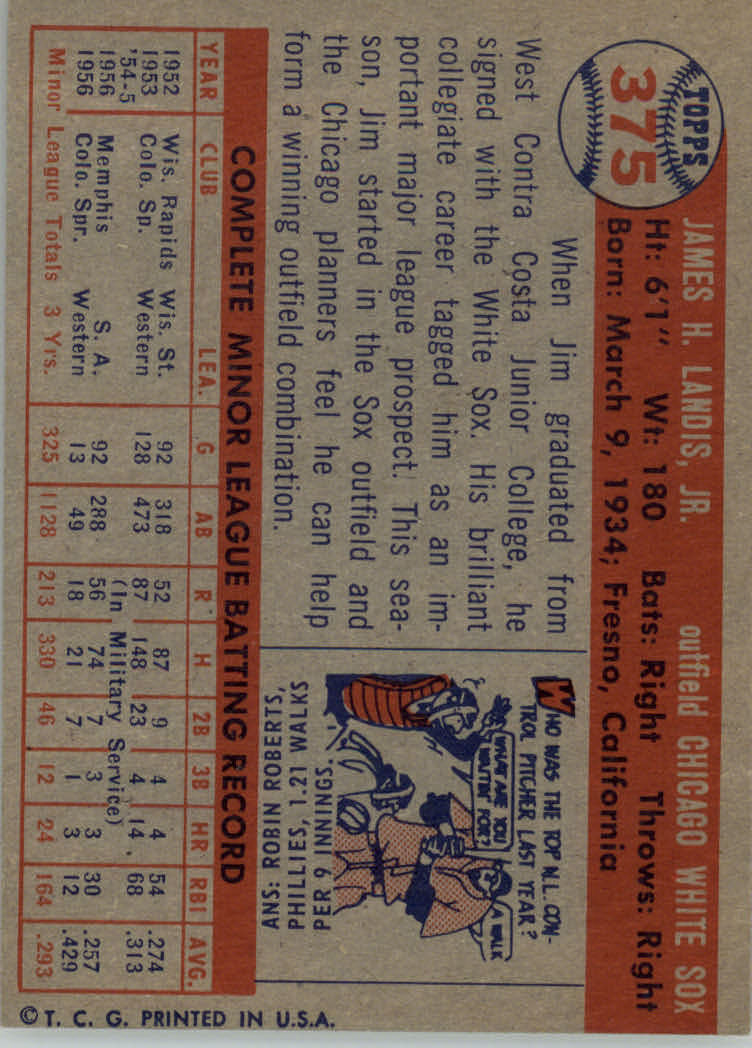 TOPPS
375
JAMES H. LANDIS, JR. outfield CHICAGO WHITE SOX
Ht: 6'1" Wt: 180 Bats: Right Throws: Right
Born: March 9, 1934; Fresno, California
When Jim graduated from
West Contra Costa Junior College, he
signed with the White Sox. His brilliant
collegiate career tagged him as an im-
portant major league prospect. This sea-
son, Jim started in the Sox outfield and
the Chicago planners feel he can help
form a winning outfield combination.
WHO WAS THE TOP N.L. CON-
TROL PITCHER LAST YEAR?
WHAT ARE YOU
WAITIN' FOR?
A WALK
ANS: ROBIN ROBERTS,
PHILLIES, 1.21 WALKS
PER 9 INNINGS.
COMPLETE MINOR LEAGUE BATTING RECORD
YEAR CLUB LEA. G AB R H 2B 3B HR RBI AVG.
1952 Wis. Rapids Wis. St. 92 318 52 87 9 4 4 54 .274
1953 Colo. Sp. Western 128 473 87 148 23 4 14 68 .313
'54-5 (In Military Service)
1956 Memphis S. A. 92 288 56 74 7 3 3 30 .257
1956 Colo. Spr. Western 13 49 18 21 7 1 3 12 .429
Minor League Totals 3 Yrs. 325 1128 213 330 46 12 24 164 .293
© T. C. G. PRINTED IN U.S.A.